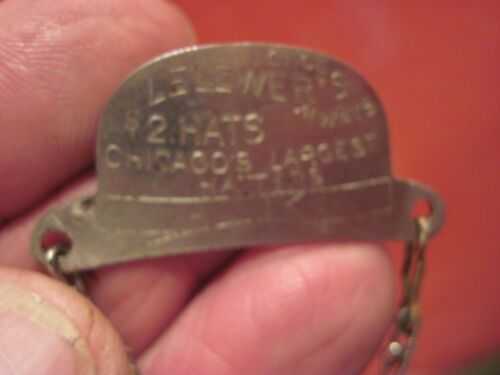 LELEWER'S
$2. HATS ALWAYS
CHICAGO'S LARGEST
HATTERS